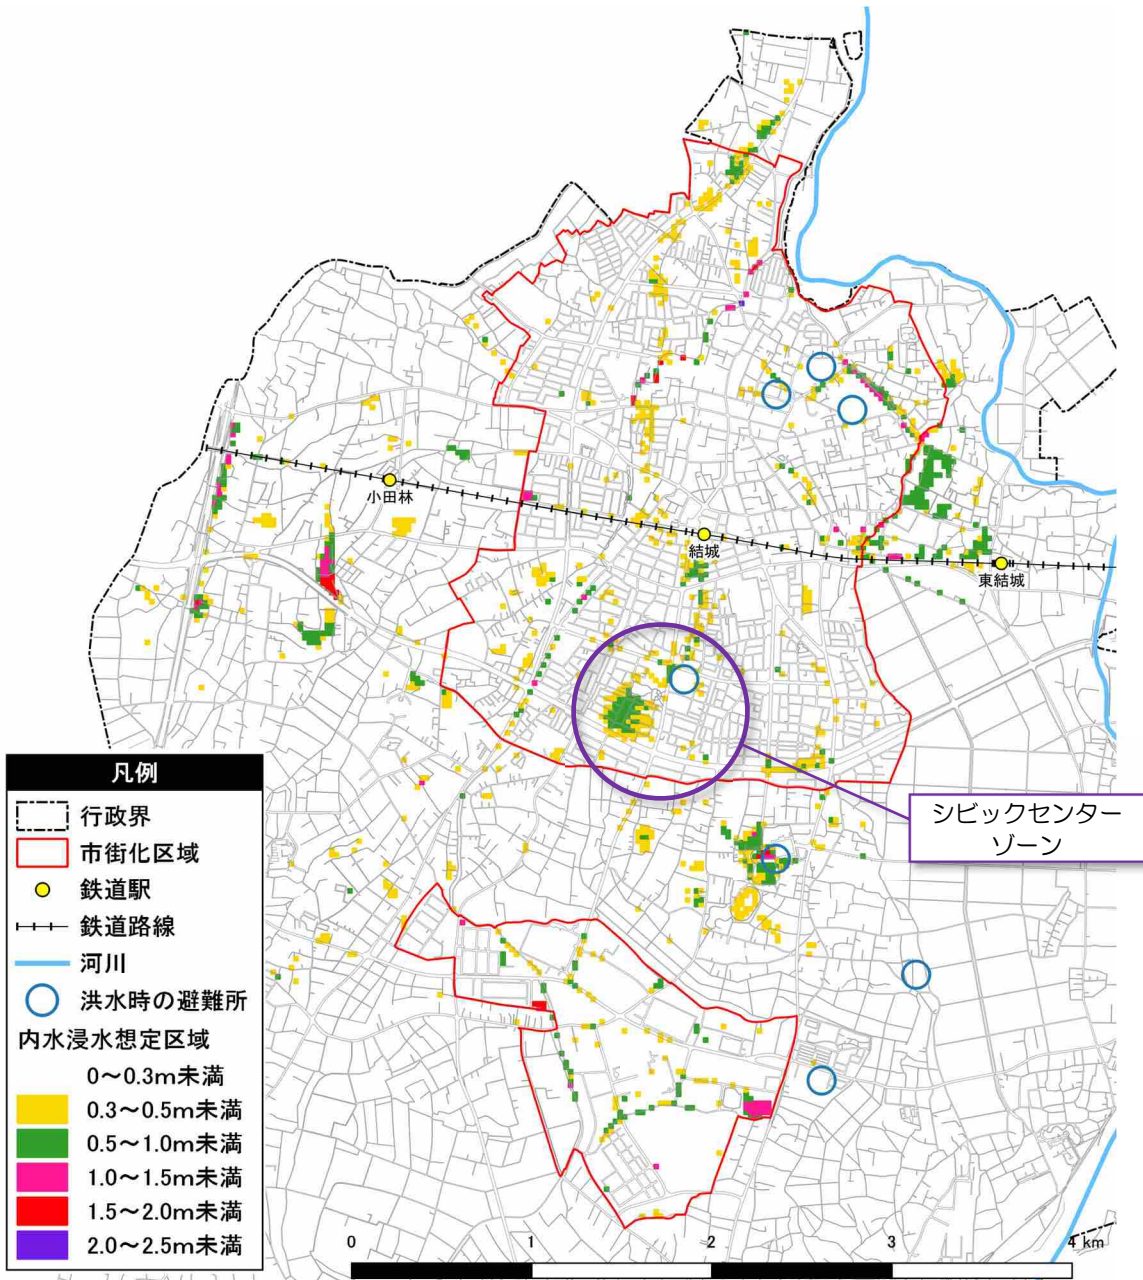 小田林
結城
東結城
シビックセンター
ゾーン
凡例
行政界
市街化区域
鉄道駅
鉄道路線
河川
洪水時の避難所
内水浸水想定区域
0～0.3m未満
0.3～0.5m未満
0.5～1.0m未満
1.0～1.5m未満
1.5～2.0m未満
2.0～2.5m未満
0 1 2 3 4 km